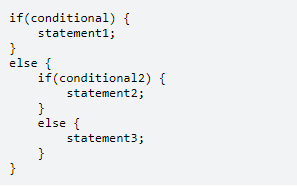 if(conditional) {
    statement1;
}
else {
    if(conditional2) {
        statement2;
    }
    else {
        statement3;
    }
}